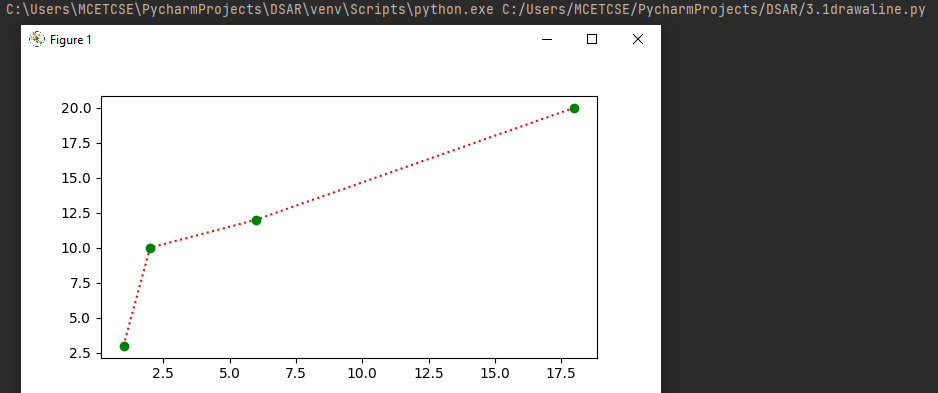 C:\Users\MCETCSE\PycharmProjects\DSAR\venv\Scripts\python.exe C:/Users/MCETCSE/PycharmProjects/DSAR/3.1drawaline.py
Figure 1
20.0
17.5
15.0
12.5
10.0
7.5
5.0
2.5
2.5 5.0 7.5 10.0 12.5 15.0 17.5